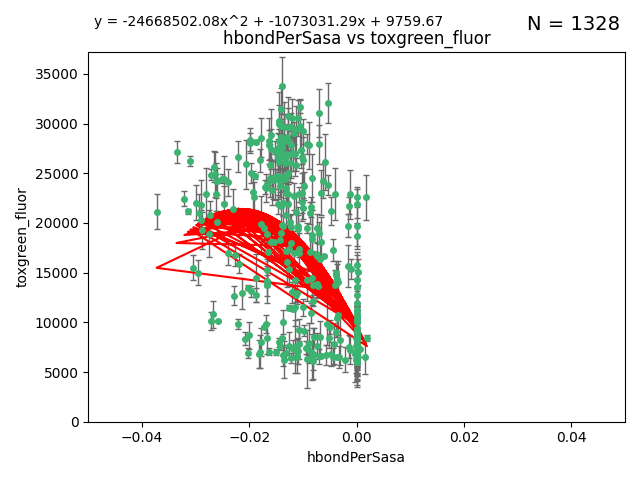 y = -24668502.08x^2 + -1073031.29x + 9759.67
N = 1328
hbondPerSasa vs toxgreen_fluor
35000
30000
25000
20000
15000
10000
5000
0
toxgreen_fluor
−0.04
−0.02
0.00
0.02
0.04
hbondPerSasa